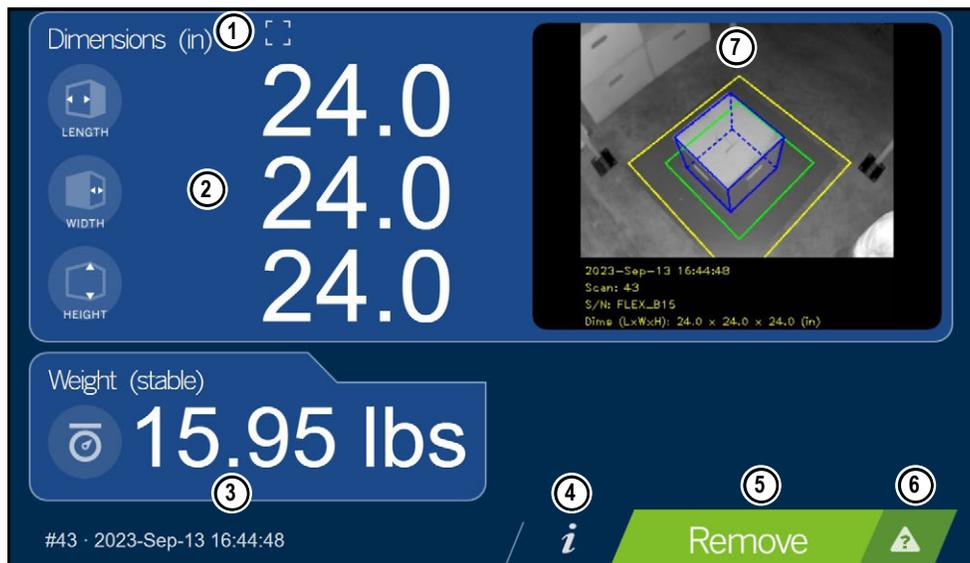 Dimensions (in)
1
LENGTH
24.0
7
WIDTH
2
24.0
HEIGHT
24.0
2023-Sep-13 16:44:48
Scan: 43
S/N: FLEX_B15
Dims (LxWxH): 24.0 x 24.0 x 24.0 (in)
Weight (stable)
15.95 lbs
3
4
5
6
#43 · 2023-Sep-13 16:44:48
i
Remove
?